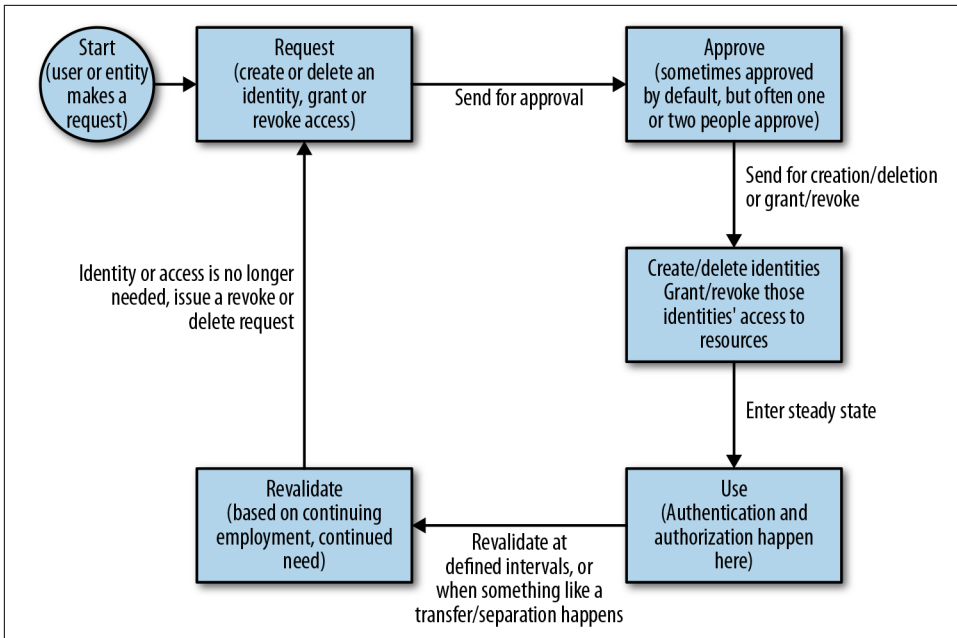 Start
(user or entity
makes a
request)
Request
(create or delete an
identity, grant or
revoke access)
Send for approval
Approve
(sometimes approved
by default, but often one
or two people approve)
Send for creation/deletion
or grant/revoke
Create/delete identities
Grant/revoke those
identities' access to
resources
Enter steady state
Use
(Authentication and
authorization happen
here)
Revalidate at
defined intervals, or
when something like a
transfer/separation happens
Revalidate
(based on continuing
employment, continued
need)
Identity or access is no longer
needed, issue a revoke or
delete request